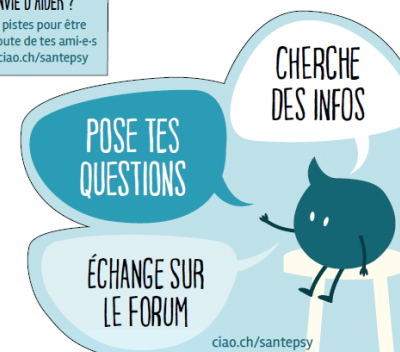 NVIE D'AIDER ?
pistes pour être
oute de tes ami·e·s
ciao.ch/santepsy
CHERCHE
DES INFOS
POSE TES
QUESTIONS
ÉCHANGE SUR
LE FORUM
ciao.ch/santepsy